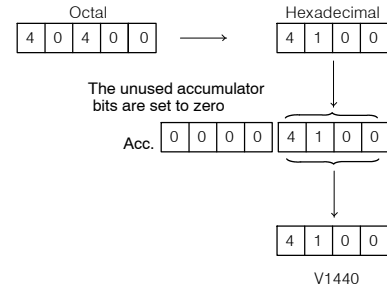 Octal
Hexadecimal
4 0 4 0 0
4 1 0 0
The unused accumulator
bits are set to zero
Acc.
0 0 0 0 4 1 0 0
4 1 0 0
V1440